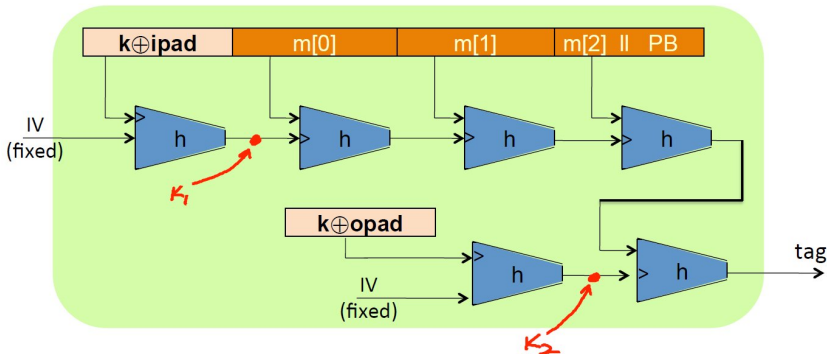 k⊕ipad m[0] m[1] m[2] ll PB
h h h h
IV
(fixed)
K1
k⊕opad
h h
tag
IV
(fixed)
K2